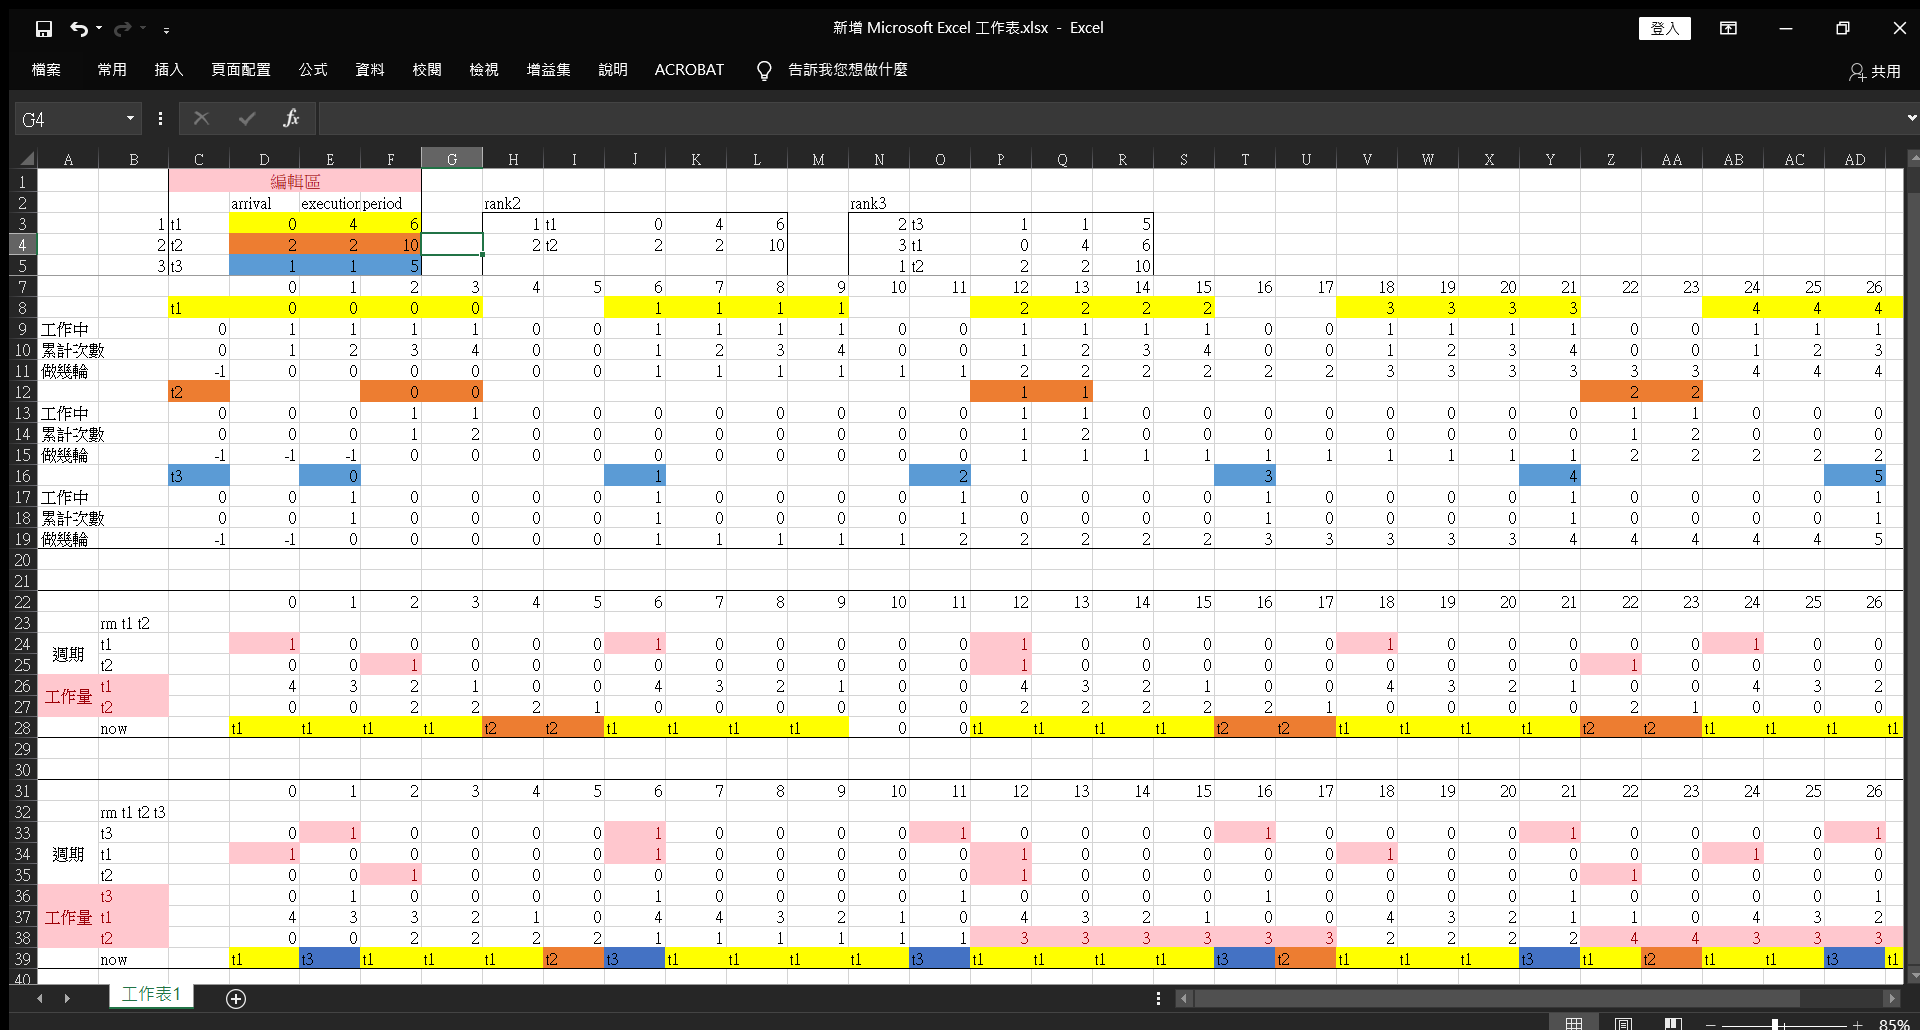 新增 Microsoft Excel 工作表.xlsx - Excel
登入
檔案 常用 插入 頁面配置 公式 資料 校閱 檢視 增益集 說明 ACROBAT 告訴我您想做什麼 共用
G4 fx
A B C D E F G H I J K L M N O P Q R S T U V W X Y Z AA AB AC AD
1 編輯區
2 arrival execution period rank2 rank3
3 1 t1 0 4 6 1 t1 0 4 6 2 t3 1 1 5
4 2 t2 2 2 10 2 t2 2 2 10 3 t1 0 4 6
5 3 t3 1 1 5 1 t2 2 2 10
7 0 1 2 3 4 5 6 7 8 9 10 11 12 13 14 15 16 17 18 19 20 21 22 23 24 25 26
8 t1 0 0 0 0 1 1 1 1 2 2 2 2 3 3 3 3 4 4 4
9 工作中 0 1 1 1 1 0 0 1 1 1 1 0 0 1 1 1 1 0 0 1 1 1 1 0 0 1 1 1
10 累計次數 0 1 2 3 4 0 0 1 2 3 4 0 0 1 2 3 4 0 0 1 2 3 4 0 0 1 2 3
11 做幾輪 -1 0 0 0 0 0 0 1 1 1 1 1 1 2 2 2 2 2 2 3 3 3 3 3 3 4 4 4
12 t2 0 0 1 1 2 2
13 工作中 0 0 0 1 1 0 0 0 0 0 0 0 0 1 1 0 0 0 0 0 0 0 0 1 1 0 0 0
14 累計次數 0 0 0 1 2 0 0 0 0 0 0 0 0 1 2 0 0 0 0 0 0 0 0 1 2 0 0 0
15 做幾輪 -1 -1 -1 0 0 0 0 0 0 0 0 0 0 1 1 1 1 1 1 1 1 1 1 2 2 2 2 2
16 t3 0 1 2 3 4 5
17 工作中 0 0 1 0 0 0 0 1 0 0 0 0 1 0 0 0 0 1 0 0 0 0 1 0 0 0 0 1
18 累計次數 0 0 1 0 0 0 0 1 0 0 0 0 1 0 0 0 0 1 0 0 0 0 1 0 0 0 0 1
19 做幾輪 -1 -1 0 0 0 0 0 1 1 1 1 1 2 2 2 2 2 3 3 3 3 3 4 4 4 4 4 5
20
21
22 0 1 2 3 4 5 6 7 8 9 10 11 12 13 14 15 16 17 18 19 20 21 22 23 24 25 26
23 rm t1 t2
24 週期 t1 1 0 0 0 0 0 1 0 0 0 0 0 1 0 0 0 0 0 1 0 0 0 0 0 1 0 0
25 t2 0 0 1 0 0 0 0 0 0 0 0 0 1 0 0 0 0 0 0 0 0 0 1 0 0 0 0
26 工作量 t1 4 3 2 1 0 0 4 3 2 1 0 0 4 3 2 1 0 0 4 3 2 1 0 0 4 3 2
27 t2 0 0 2 2 2 1 0 0 0 0 0 0 2 2 2 2 2 1 0 0 0 0 2 1 0 0 0
28 now t1 t1 t1 t1 t2 t2 t1 t1 t1 t1 0 0 t1 t1 t1 t1 t2 t2 t1 t1 t1 t1 t2 t2 t1 t1 t1 t1
29
30
31 0 1 2 3 4 5 6 7 8 9 10 11 12 13 14 15 16 17 18 19 20 21 22 23 24 25 26
32 rm t1 t2 t3
33 週期 t3 0 1 0 0 0 0 1 0 0 0 0 1 0 0 0 0 1 0 0 0 0 1 0 0 0 0 1
34 t1 1 0 0 0 0 0 1 0 0 0 0 0 1 0 0 0 0 0 1 0 0 0 0 0 1 0 0
35 t2 0 0 1 0 0 0 0 0 0 0 0 0 1 0 0 0 0 0 0 0 0 0 1 0 0 0 0
36 工作量 t3 0 1 0 0 0 0 1 0 0 0 0 1 0 0 0 0 1 0 0 0 0 1 0 0 0 0 1
37 t1 4 3 3 2 1 0 4 4 3 2 1 0 4 3 2 1 0 0 4 3 2 1 1 0 4 3 2
38 t2 0 0 2 2 2 2 1 1 1 1 1 1 3 3 3 3 3 3 2 2 2 2 4 4 3 3 3
39 now t1 t3 t1 t1 t1 t2 t3 t1 t1 t1 t1 t3 t1 t1 t1 t1 t3 t2 t1 t1 t1 t3 t1 t2 t1 t1 t3 t1
40
工作表1
85%